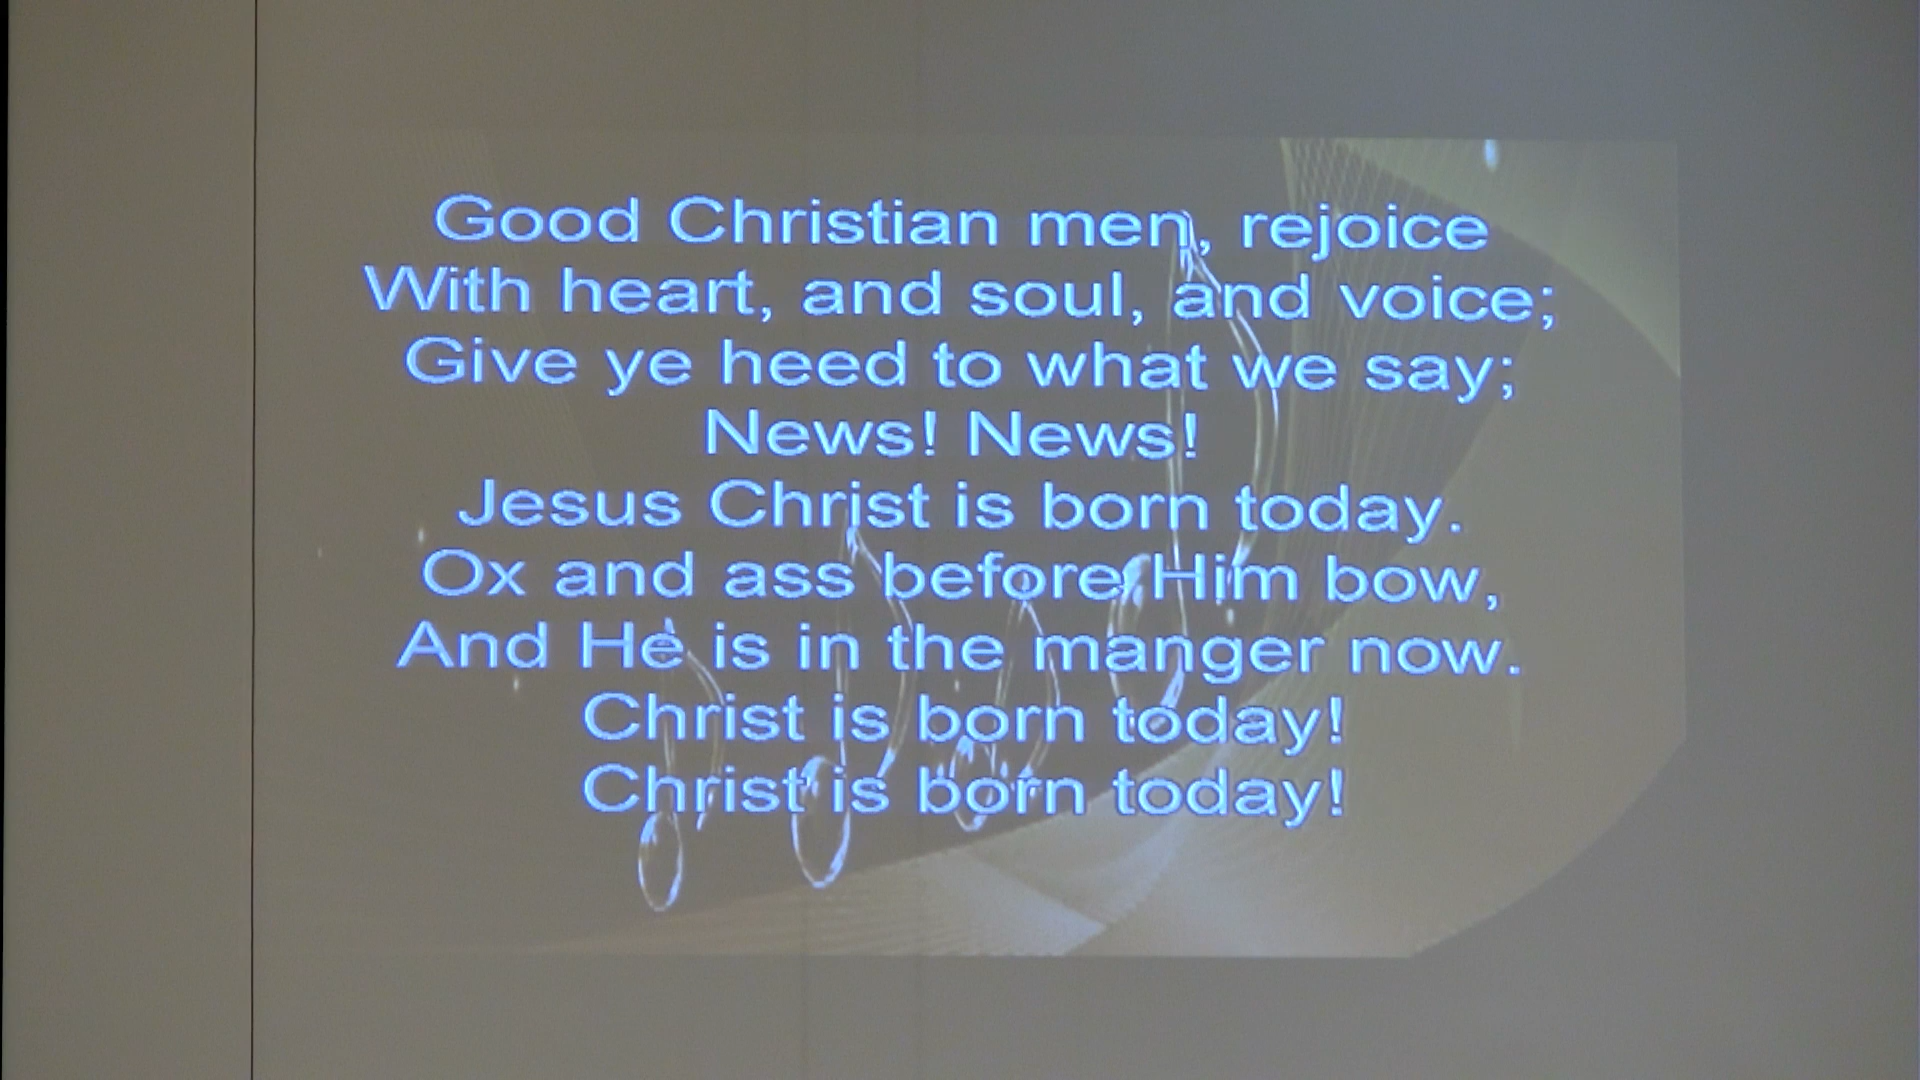 Good Christian men, rejoice
With heart, and soul, and voice;
Give ye heed to what we say;
News! News!
Jesus Christ is born today.
Ox and ass before Him bow,
And He is in the manger now.
Christ is born today!
Christ is born today!